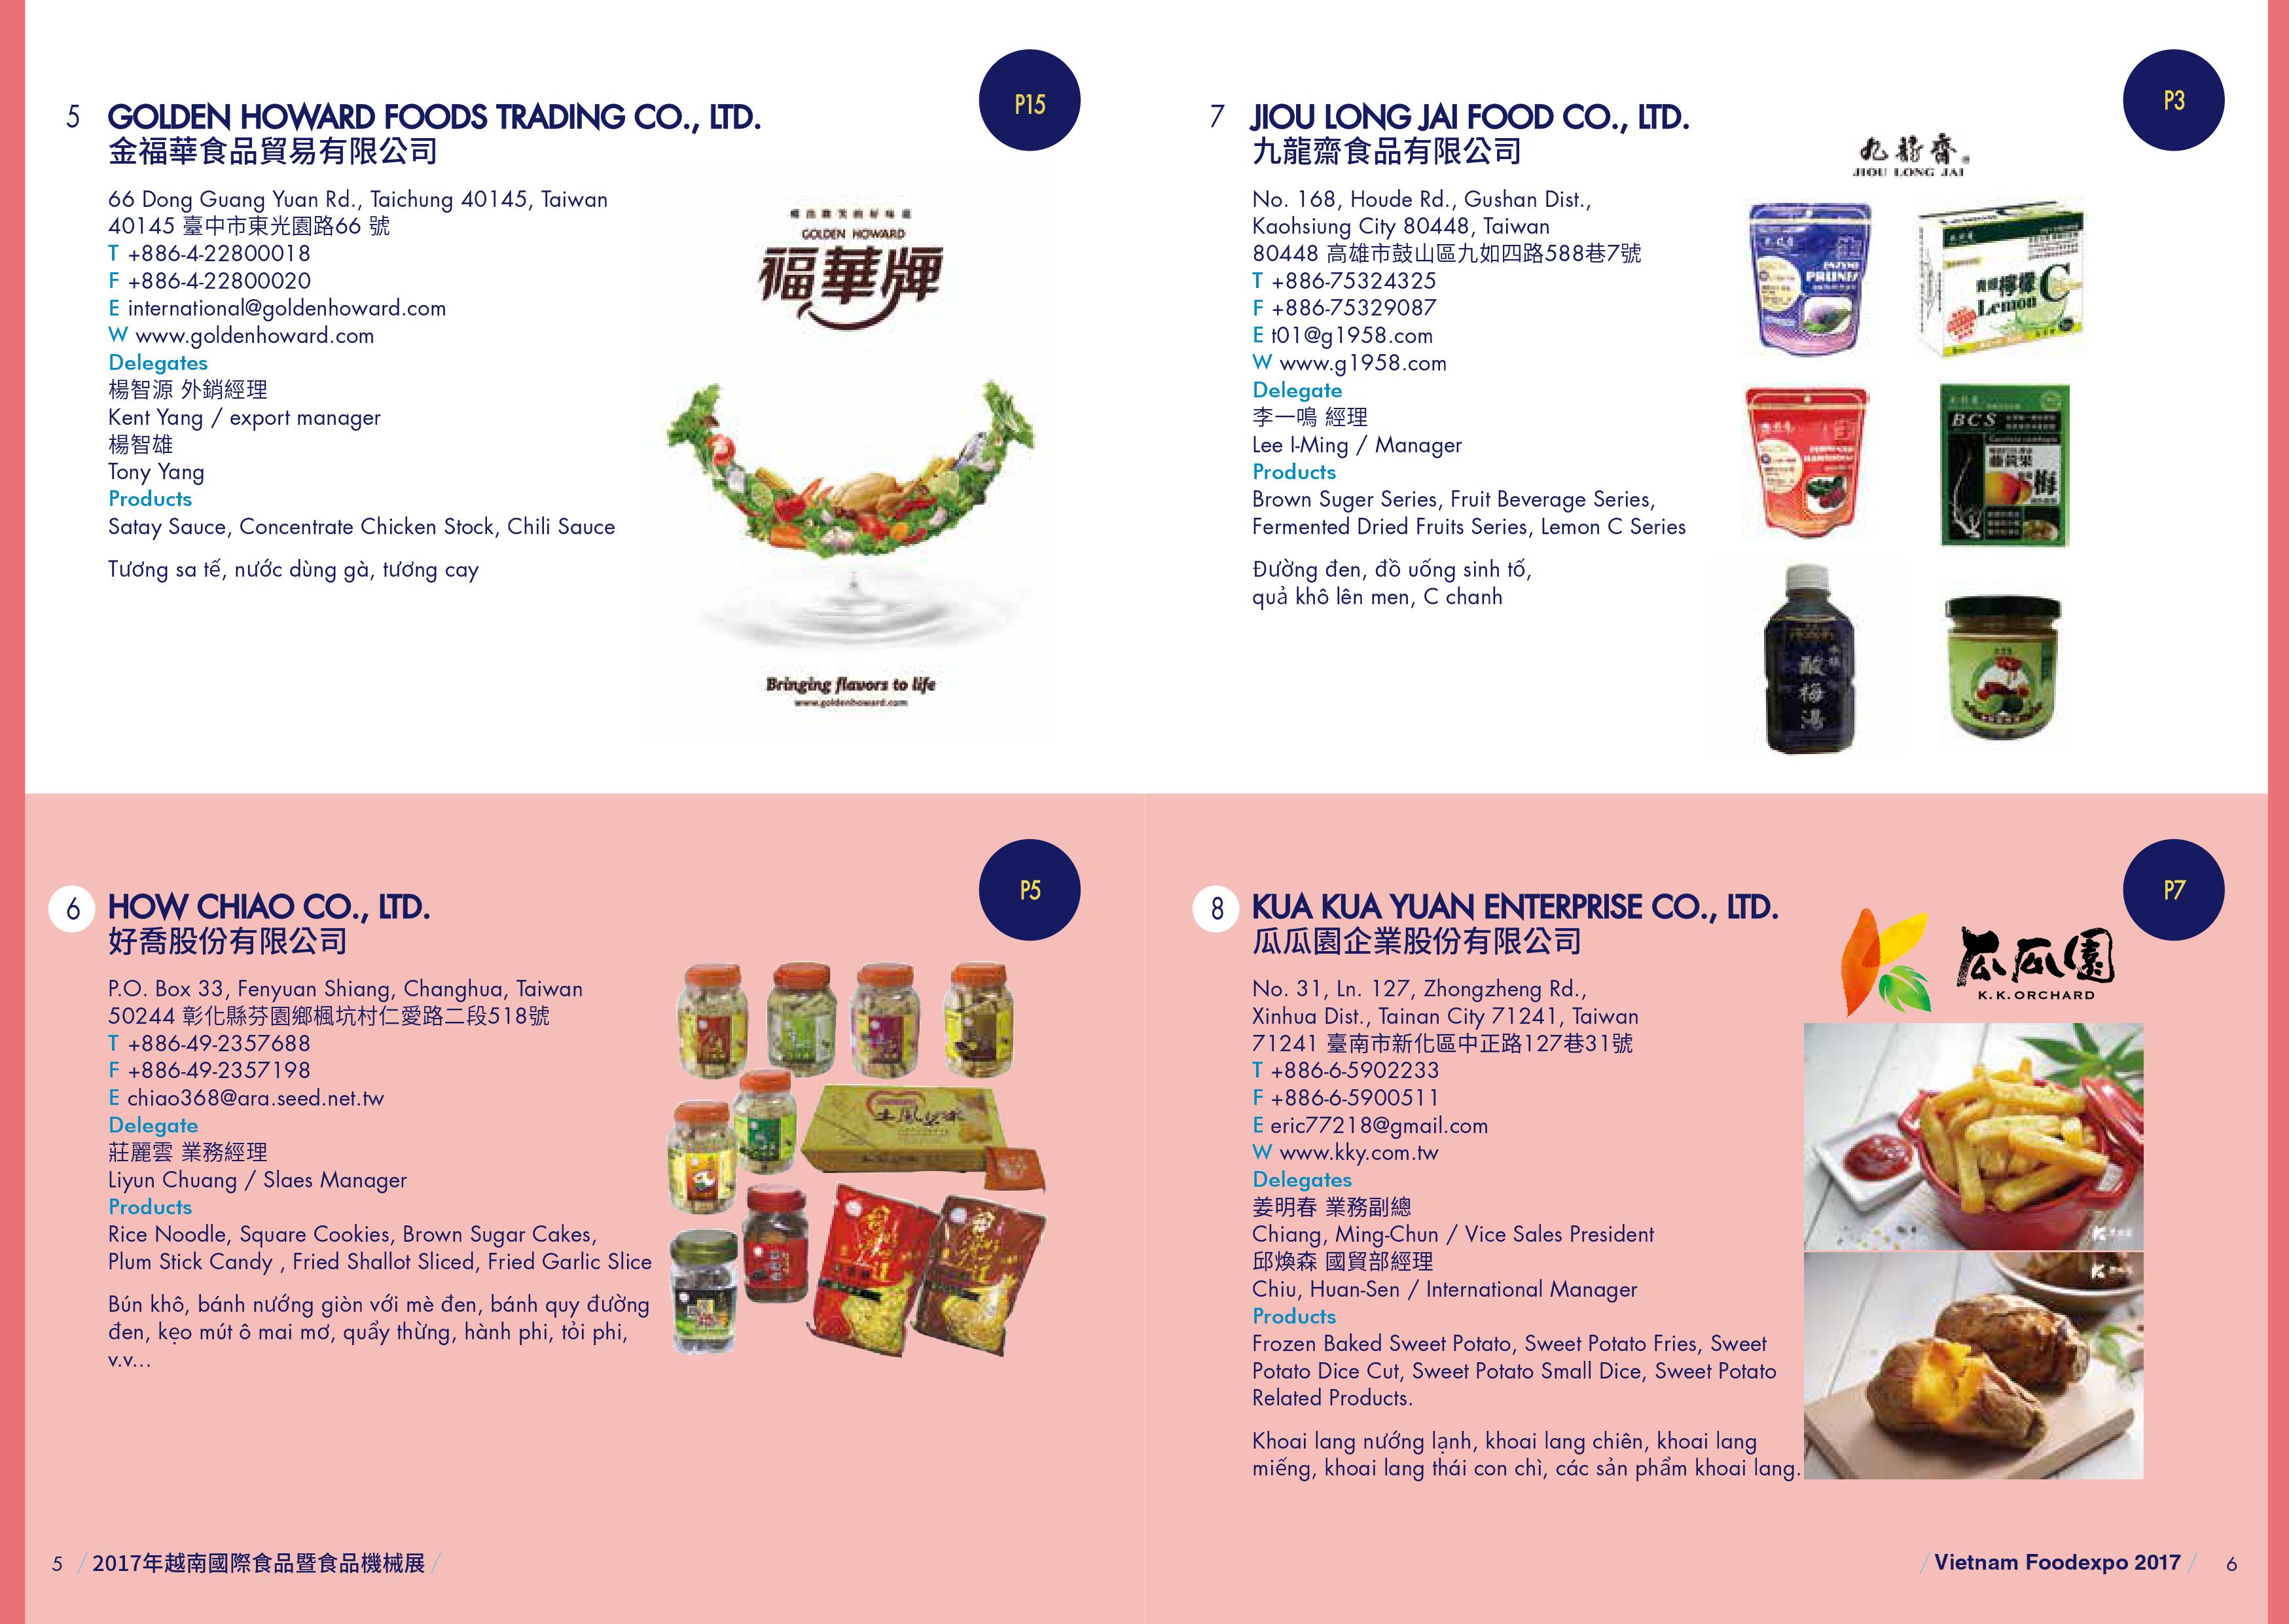 5
GOLDEN HOWARD FOODS TRADING CO., LTD.
金福華食品貿易有限公司
P15
66 Dong Guang Yuan Rd., Taichung 40145, Taiwan
40145 臺中市東光園路66 號
T +886-4-22800018
F +886-4-22800020
E international@goldenhoward.com
W www.goldenhoward.com
Delegates
楊智源 外銷經理
Kent Yang / export manager
楊智雄
Tony Yang
Products
Satay Sauce, Concentrate Chicken Stock, Chili Sauce
Tương sa tế, nước dùng gà, tương cay
GOLDEN HOWARD
福華牌
Bringing flavors to life
www.goldenhoward.com
6
HOW CHIAO CO., LTD.
好喬股份有限公司
P5
P.O. Box 33, Fenyuan Shiang, Changhua, Taiwan
50244 彰化縣芬園鄉楓坑村仁愛路二段518號
T +886-49-2357688
F +886-49-2357198
E chiao368@ara.seed.net.tw
Delegate
莊麗雲 業務經理
Liyun Chuang / Slaes Manager
Products
Rice Noodle, Square Cookies, Brown Sugar Cakes,
Plum Stick Candy , Fried Shallot Sliced, Fried Garlic Slice
Bún khô, bánh nướng giòn với mè đen, bánh quy đường
đen, kẹo mút ô mai mơ, quẩy thừng, hành phi, tỏi phi,
v.v...
5 / 2017年越南國際食品暨食品機械展 /
7
JIOU LONG JAI FOOD CO., LTD.
九龍齋食品有限公司
P3
No. 168, Houde Rd., Gushan Dist.,
Kaohsiung City 80448, Taiwan
80448 高雄市鼓山區九如四路588巷7號
T +886-75324325
F +886-75329087
E t01@g1958.com
W www.g1958.com
Delegate
李一鳴 經理
Lee I-Ming / Manager
Products
Brown Suger Series, Fruit Beverage Series,
Fermented Dried Fruits Series, Lemon C Series
Đường đen, đồ uống sinh tố,
quả khô lên men, C chanh
九龍齋
JIOU LONG JAI
ENZYME
PRUNES
檸檬C
Lemon
BCS
酸梅湯
8
KUA KUA YUAN ENTERPRISE CO., LTD.
瓜瓜園企業股份有限公司
P7
No. 31, Ln. 127, Zhongzheng Rd.,
Xinhua Dist., Tainan City 71241, Taiwan
71241 臺南市新化區中正路127巷31號
T +886-6-5902233
F +886-6-5900511
E eric77218@gmail.com
W www.kky.com.tw
Delegates
姜明春 業務副總
Chiang, Ming-Chun / Vice Sales President
邱煥森 國貿部經理
Chiu, Huan-Sen / International Manager
Products
Frozen Baked Sweet Potato, Sweet Potato Fries, Sweet
Potato Dice Cut, Sweet Potato Small Dice, Sweet Potato
Related Products.
Khoai lang nướng lạnh, khoai lang chiên, khoai lang
miếng, khoai lang thái con chì, các sản phẩm khoai lang.
瓜瓜園
K.K.ORCHARD
/ Vietnam Foodexpo 2017 / 6